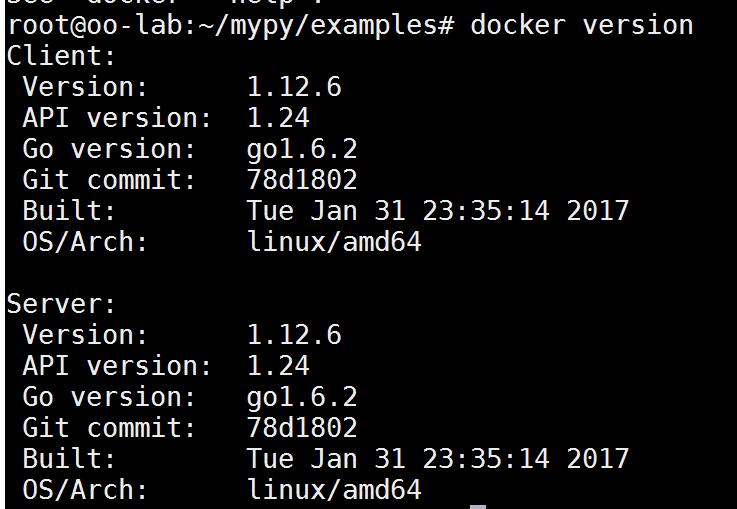 root@oo-lab:~/mypy/examples# docker version
Client:
 Version:      1.12.6
 API version:  1.24
 Go version:   go1.6.2
 Git commit:   78d1802
 Built:        Tue Jan 31 23:35:14 2017
 OS/Arch:      linux/amd64

Server:
 Version:      1.12.6
 API version:  1.24
 Go version:   go1.6.2
 Git commit:   78d1802
 Built:        Tue Jan 31 23:35:14 2017
 OS/Arch:      linux/amd64